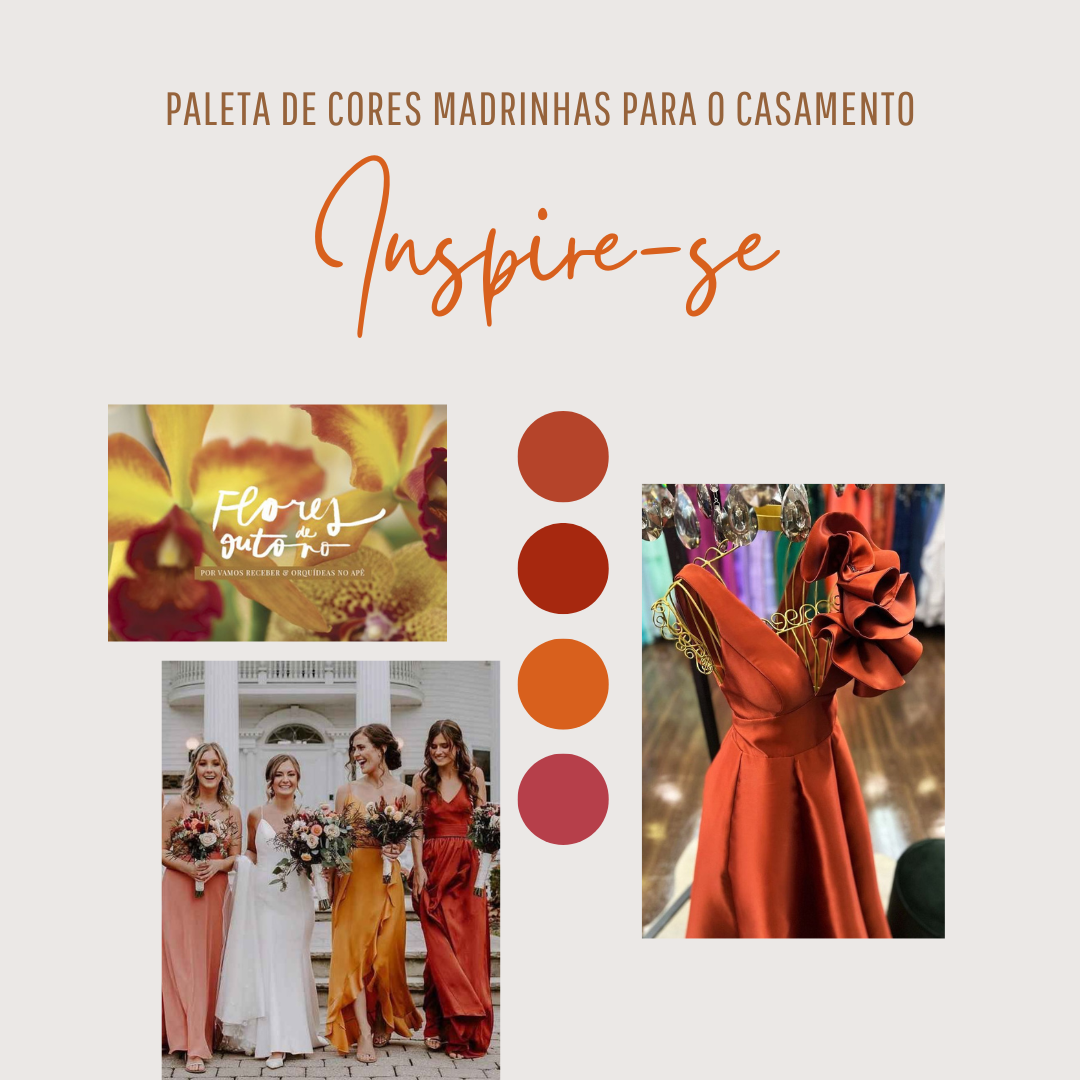 PALETA DE CORES MADRINHAS PARA O CASAMENTO
Inspire-se
Flores
de
outono
POR VAMOS RECEBER & ORQUÍDEAS NO APÊ